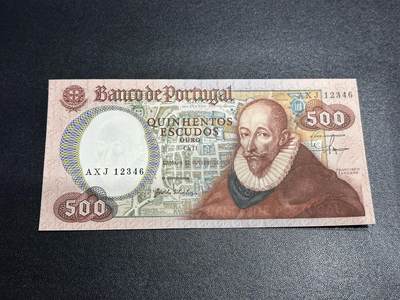 Banco de Portugal
AXJ 12346
500
QUINHENTOS
ESCUDOS
OURO
AXJ 12346
500